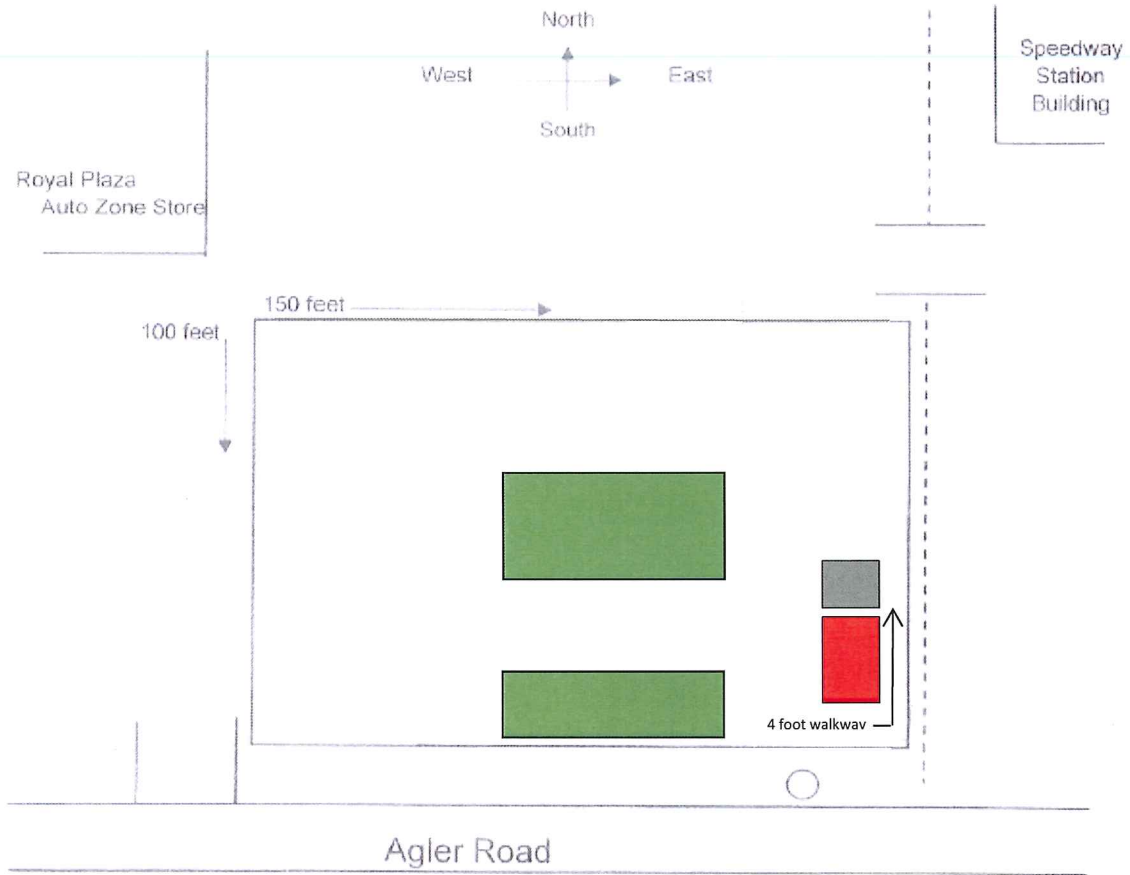 North
West
East
South
Speedway
Station
Building
Royal Plaza
Auto Zone Store
150 feet
100 feet
4 foot walkwav
Agler Road